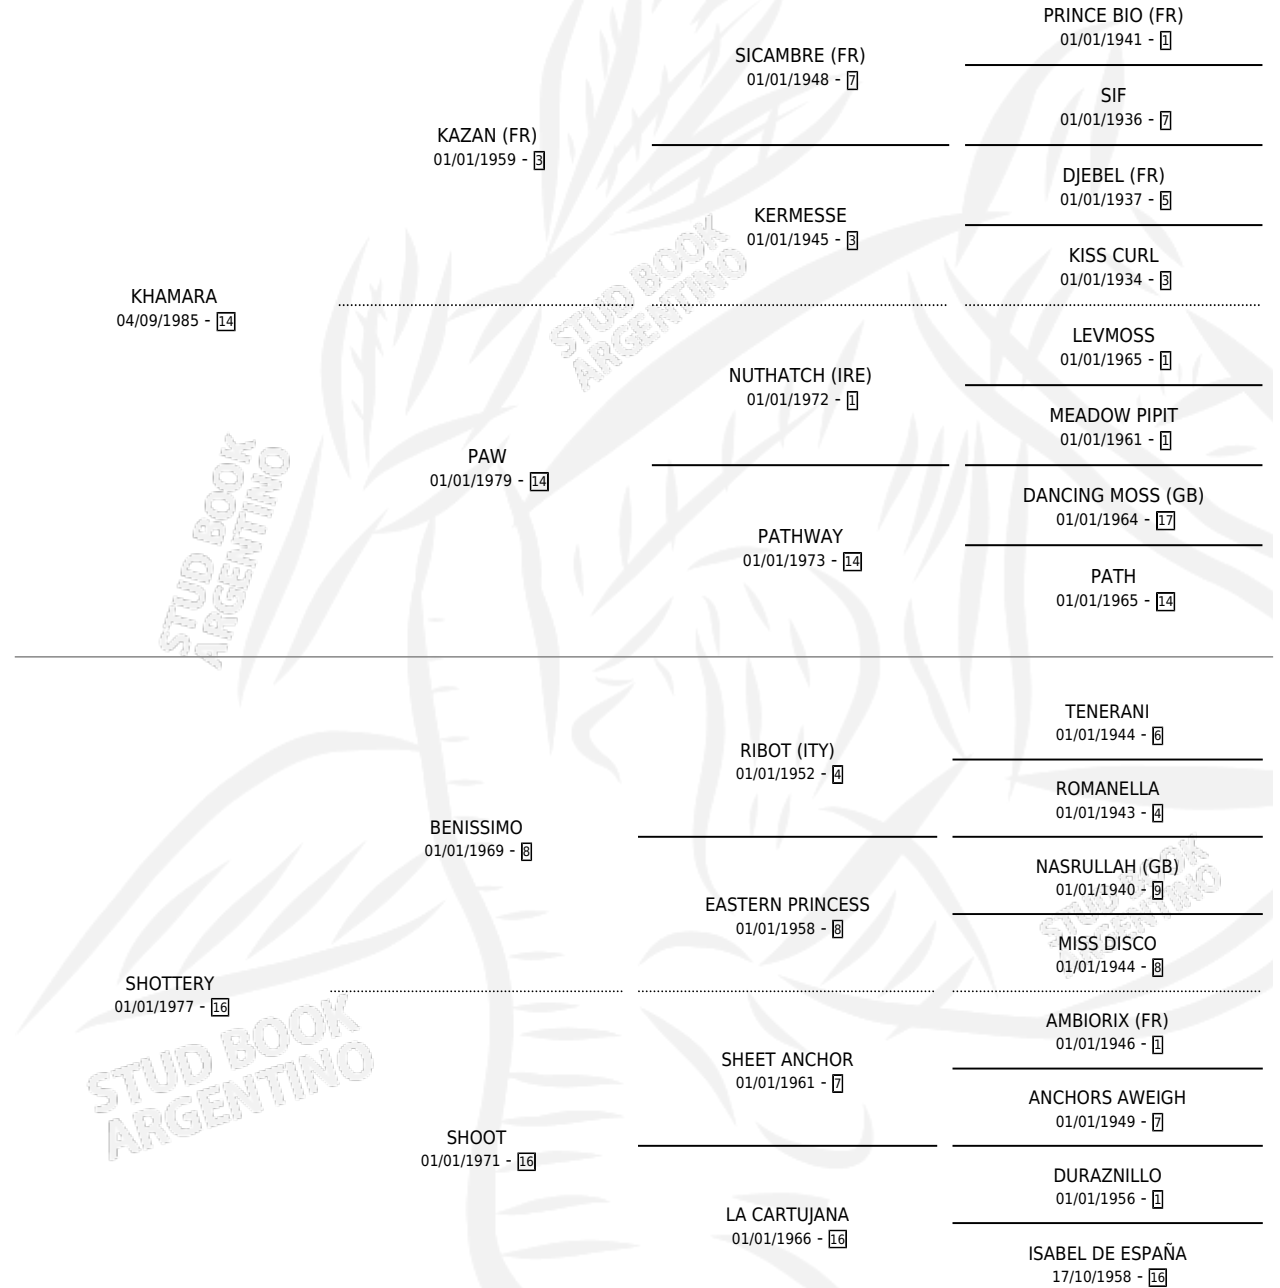 PRINCE BIO (FR)
01/01/1941 - 1
SICAMBRE (FR)
01/01/1948 - 7
SIF
01/01/1936 - 7
KAZAN (FR)
01/01/1959 - 3
DJEBEL (FR)
01/01/1937 - 5
KERMESSE
01/01/1945 - 3
KISS CURL
01/01/1934 - 3
KHAMARA
04/09/1985 - 14
LEVMOSS
01/01/1965 - 1
NUTHATCH (IRE)
01/01/1972 - 1
MEADOW PIPIT
01/01/1961 - 1
PAW
01/01/1979 - 14
DANCING MOSS (GB)
01/01/1964 - 17
PATHWAY
01/01/1973 - 14
PATH
01/01/1965 - 14
STUD BOOK
ARGENTINO
STUD BOOK
ARGENTINO
TENERANI
01/01/1944 - 6
RIBOT (ITY)
01/01/1952 - 4
ROMANELLA
01/01/1943 - 4
BENISSIMO
01/01/1969 - 8
NASRULLAH (GB)
01/01/1940 - 9
EASTERN PRINCESS
01/01/1958 - 8
MISS DISCO
01/01/1944 - 8
STUD BOOK
ARGENTINO
SHOTTERY
01/01/1977 - 16
AMBIORIX (FR)
01/01/1946 - 1
SHEET ANCHOR
01/01/1961 - 7
ANCHORS AWEIGH
01/01/1949 - 7
STUD BOOK
ARGENTINO
SHOOT
01/01/1971 - 16
DURAZNILLO
01/01/1956 - 1
LA CARTUJANA
01/01/1966 - 16
ISABEL DE ESPAÑA
17/10/1958 - 16